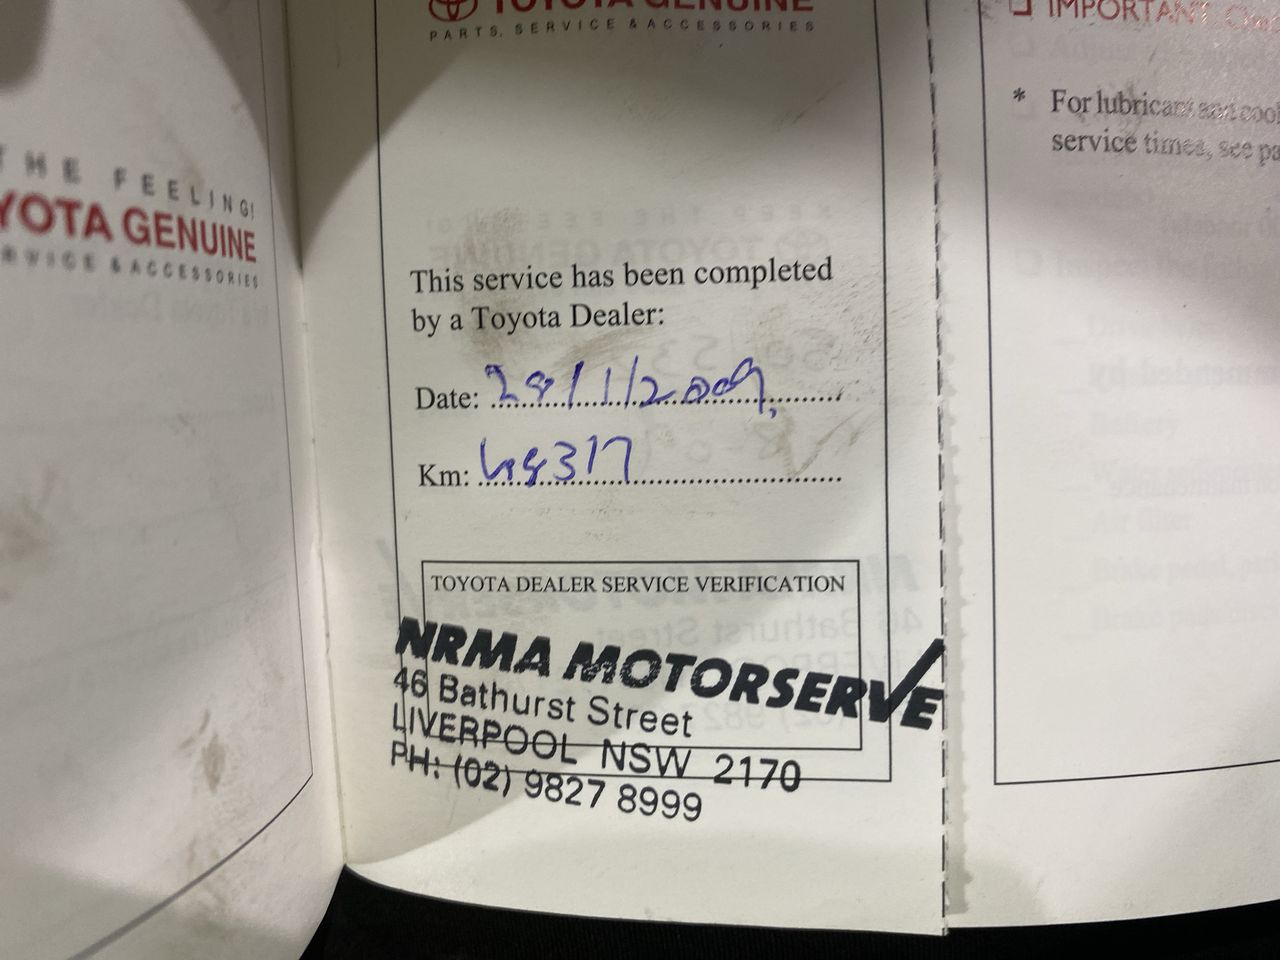 THE FEELING!
YOTA GENUINE
SERVICE & ACCESSORIES
TOYOTA GENUINE
PARTS, SERVICE & ACCESSORIES
This service has been completed
by a Toyota Dealer:
Date: 28/1/2009
Km: 48317
TOYOTA DEALER SERVICE VERIFICATION
NRMA MOTORSERVE
46 Bathurst Street
LIVERPOOL NSW 2170
PH: (02) 9827 8999
IMPORTANT:
* For lubricant and cool
service times, see pa